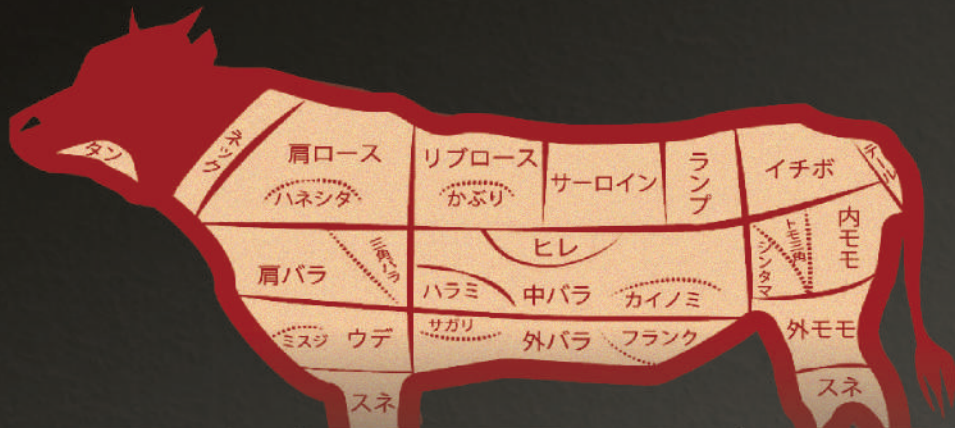 タン
ネック
肩ロース
ハネシタ
リブロース
かぶり
サーロイン
ランプ
イチボ
テール
肩バラ
三角バラ
ヒレ
ハラミ
中バラ
カイノミ
シンタマ
トモ三角
内モモ
ミスジ
ウデ
サガリ
外バラ
フランク
外モモ
スネ
スネ